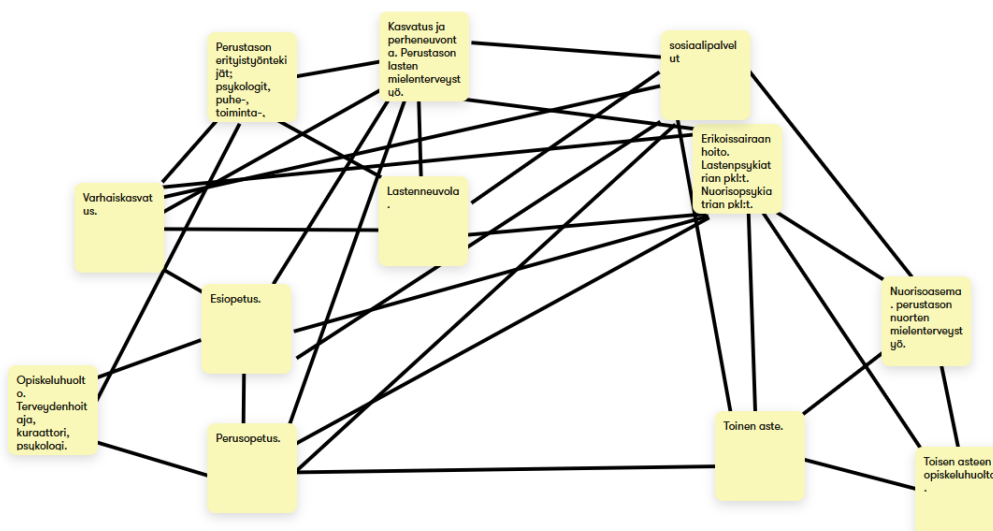 Perustason
erityistyönteki
jät;
psykologit,
puhe-,
toiminta-,
Kasvatus ja
perheneuvont
a. Perustason
lasten
mielenterveyst
yö.
sosiaalipalvel
ut
Erikoissairaan
hoito.
Lastenpsykiat
rian pkl:t.
Nuorisopsykia
trian pkl:t.
Varhaiskasvat
us.
Lastenneuvola
.
Esiopetus.
Nuorisoasema
. perustason
nuorten
mielenterveyst
yö.
Opiskeluhuolt
o.
Terveydenhoit
aja,
kuraattori,
psykologi.
Perusopetus.
Toinen aste.
Toisen asteen
opiskeluhuolto
.